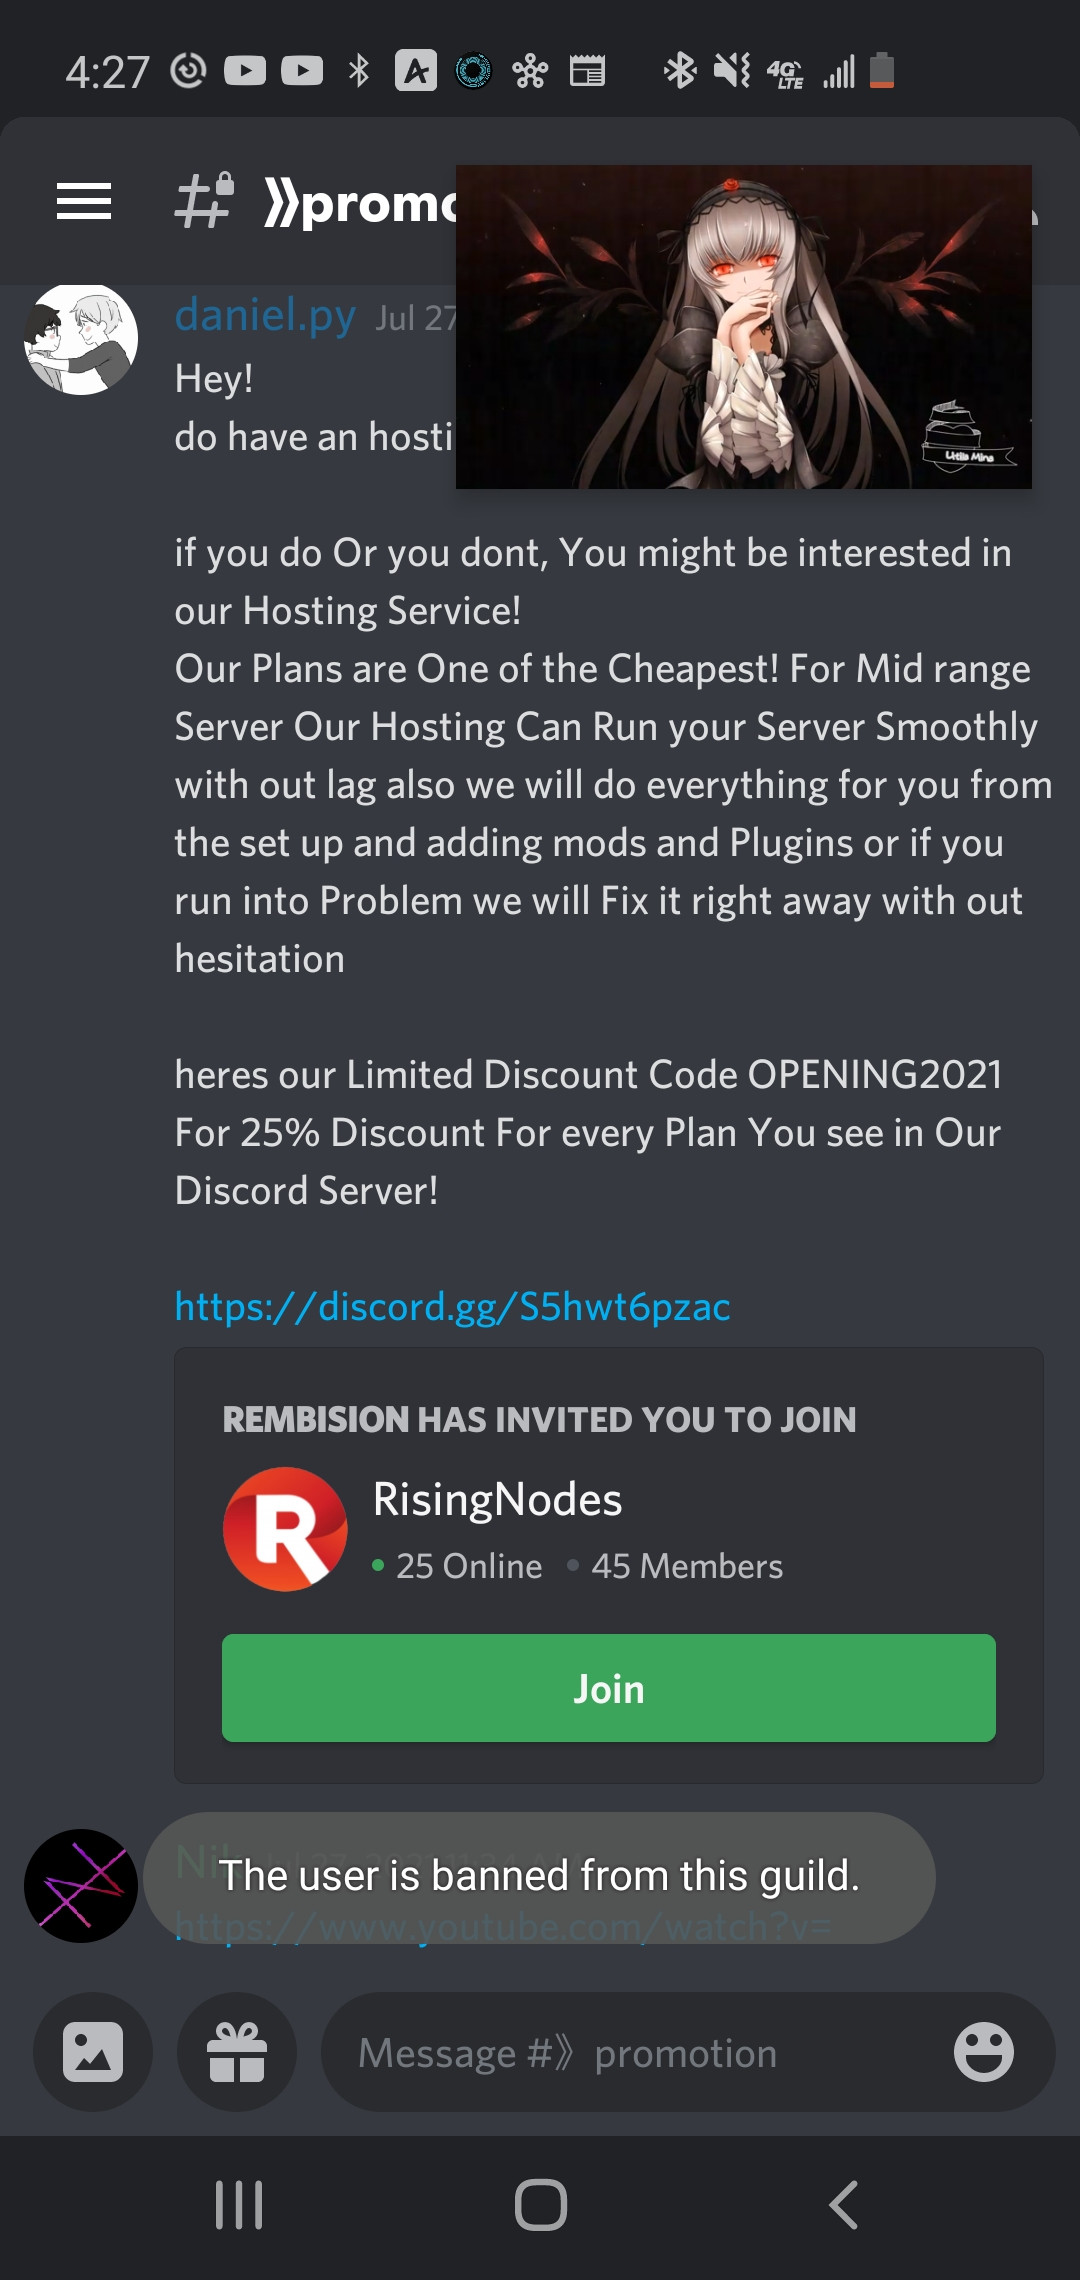 4:27
4G LTE
》promo
daniel.py Jul 27
Hey!
do have an hosti
Utils Mina
if you do Or you dont, You might be interested in
our Hosting Service!
Our Plans are One of the Cheapest! For Mid range
Server Our Hosting Can Run your Server Smoothly
with out lag also we will do everything for you from
the set up and adding mods and Plugins or if you
run into Problem we will Fix it right away with out
hesitation
heres our Limited Discount Code OPENING2021
For 25% Discount For every Plan You see in Our
Discord Server!
https://discord.gg/S5hwt6pzac
REMBISION HAS INVITED YOU TO JOIN
R
RisingNodes
25 Online 45 Members
Join
The user is banned from this guild.
https://www.youtube.com/watch?v=
Message #》 promotion